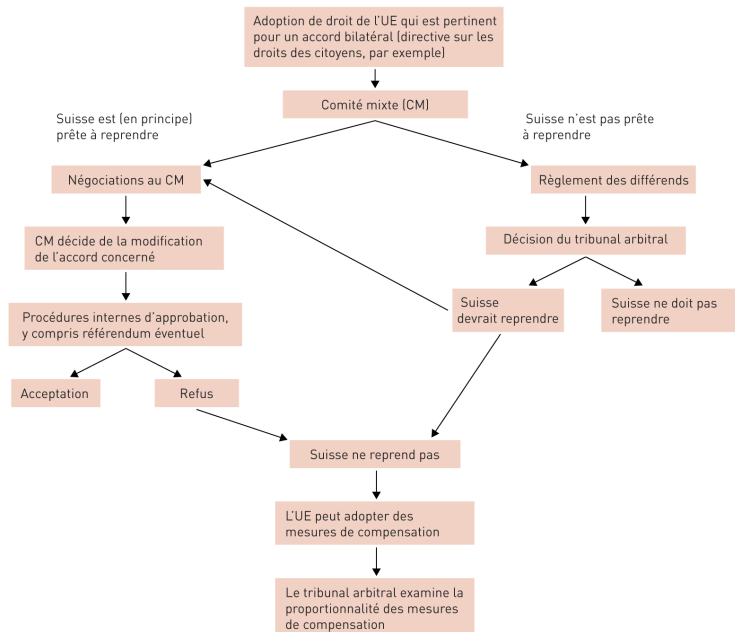 Adoption de droit de l'UE qui est pertinent
pour un accord bilatéral (directive sur les
droits des citoyens, par exemple)
Comité mixte (CM)
Suisse est (en principe)
prête à reprendre
Suisse n'est pas prête
à reprendre
Négociations au CM
Règlement des différends
CM décide de la modification
de l'accord concerné
Décision du tribunal arbitral
Procédures internes d'approbation,
y compris référendum éventuel
Suisse
devrait reprendre
Suisse ne doit pas
reprendre
Acceptation
Refus
Suisse ne reprend pas
L'UE peut adopter des
mesures de compensation
Le tribunal arbitral examine la
proportionnalité des mesures
de compensation